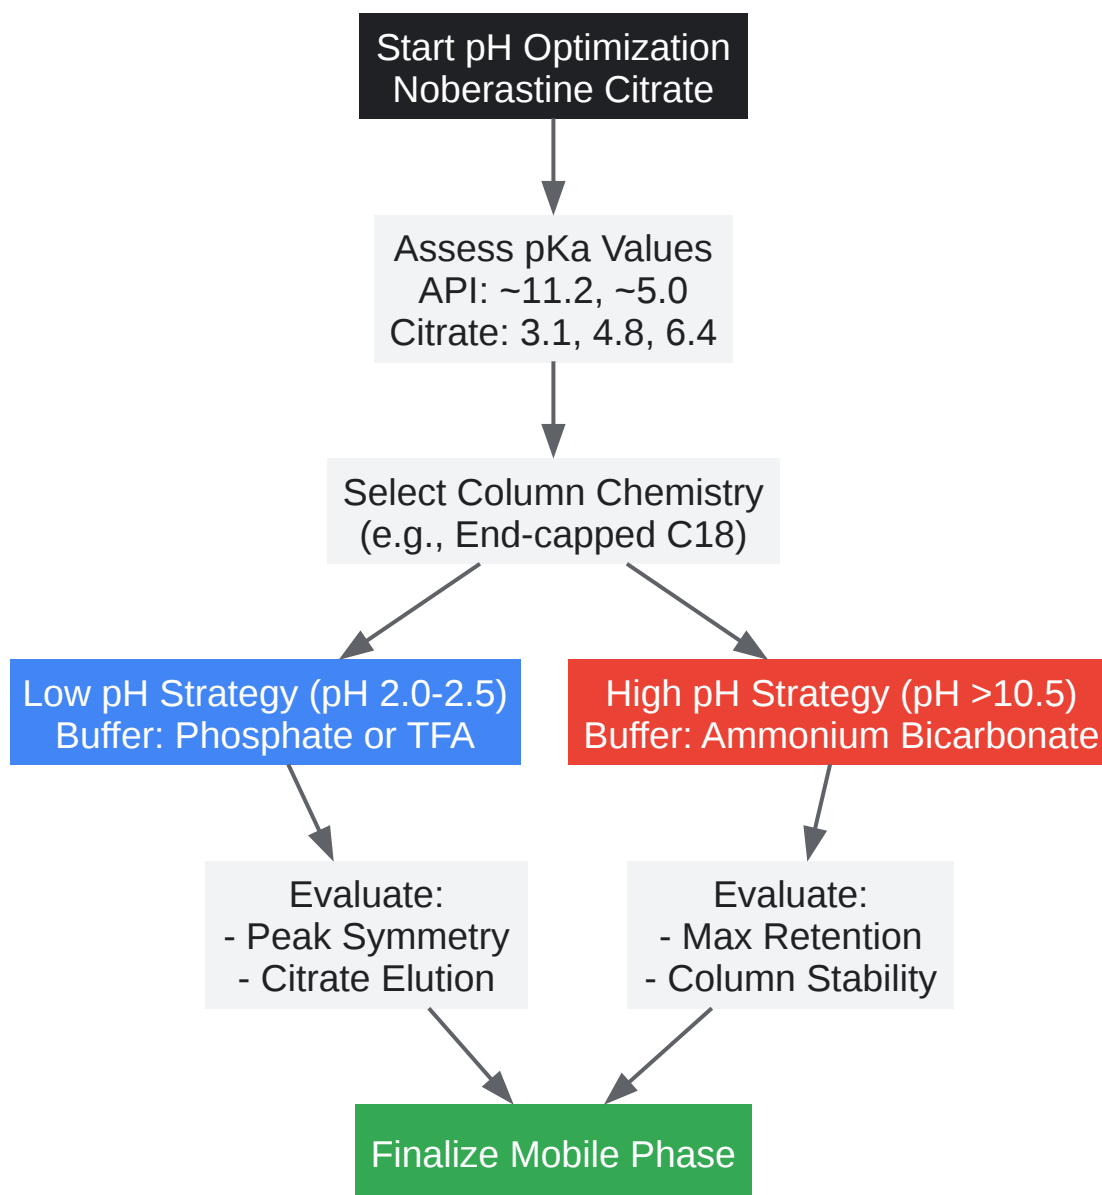 Start pH Optimization
Noberastine Citrate
Assess pKa Values
API: ~11.2, ~5.0
Citrate: 3.1, 4.8, 6.4
Select Column Chemistry
(e.g., End-capped C18)
Low pH Strategy (pH 2.0-2.5)
Buffer: Phosphate or TFA
High pH Strategy (pH >10.5)
Buffer: Ammonium Bicarbonate
Evaluate:
- Peak Symmetry
- Citrate Elution
Evaluate:
- Max Retention
- Column Stability
Finalize Mobile Phase